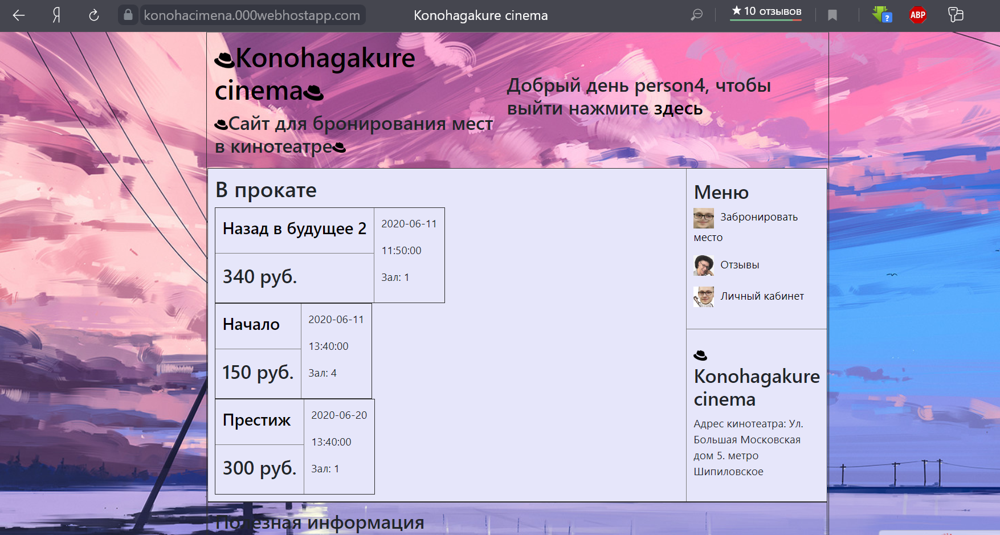 Я
konohacimena.000webhostapp.com
Konohagakure cinema
★ 10 отзывов
?
ABP
Konohagakure
cinema
Сайт для бронирования мест
в кинотеатре
Добрый день person4, чтобы
выйти нажмите здесь
В прокате
Назад в будущее 2
340 руб.
2020-06-11
11:50:00
Зал: 1
Начало
150 руб.
2020-06-11
13:40:00
Зал: 4
Престиж
300 руб.
2020-06-20
13:40:00
Зал: 1
Меню
Забронировать
место
Отзывы
Личный кабинет
Konohagakure
cinema
Адрес кинотеатра: Ул.
Большая Московская
дом 5. метро
Шипиловское
Полезная информация